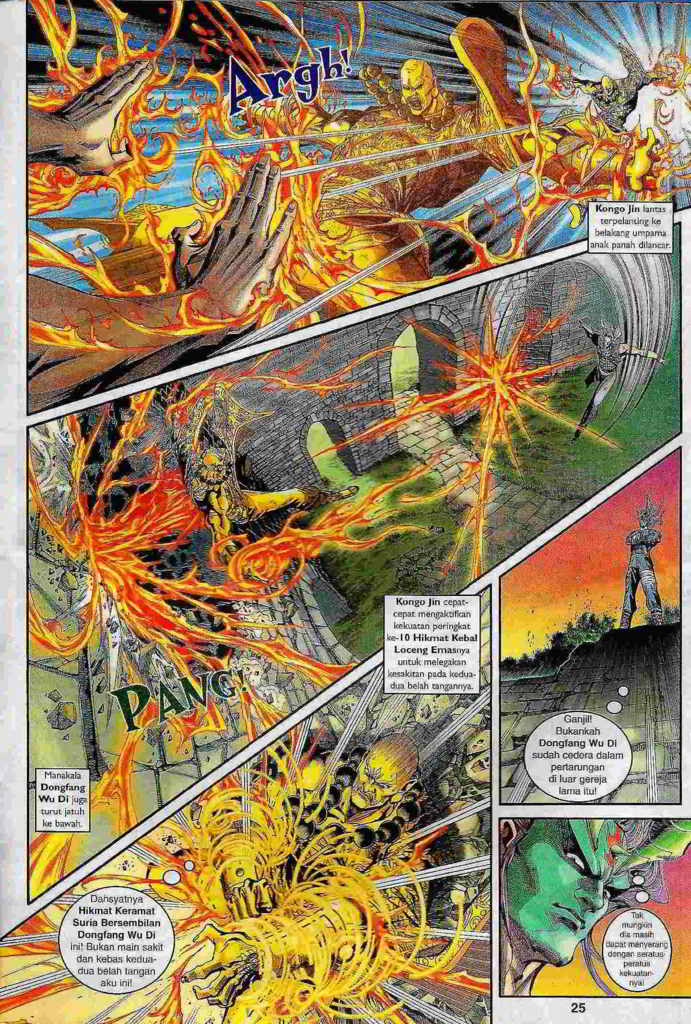 Argh!
Kongo Jin lantas
terpelanting ke
belakang umpama
anak panah dilancar.
Kongo Jin cepat-
cepat mengaktifkan
kekuatan peringkat
ke-10 Hikmat Kebal
Loceng Emasnya
untuk melegakan
kesakitan pada kedua-
dua belah tangannya.
PANG!
Manakala
Dongfang
Wu Di juga
turut jatuh
ke bawah.
Ganjil!
Bukankah
Dongfang Wu Di
sudah cedera dalam
pertarungan
di luar gereja
lama itu!
Dahsyatnya
Hikmat Keramat
Suria Bersembilan
Dongfang Wu Di
ini! Bukan main sakit
dan kebas kedua-
dua belah tangan
aku ini!
Tak
mungkin
dia masih
dapat menyerang
dengan seratus-
peratus
kekuatan-
nya!
25